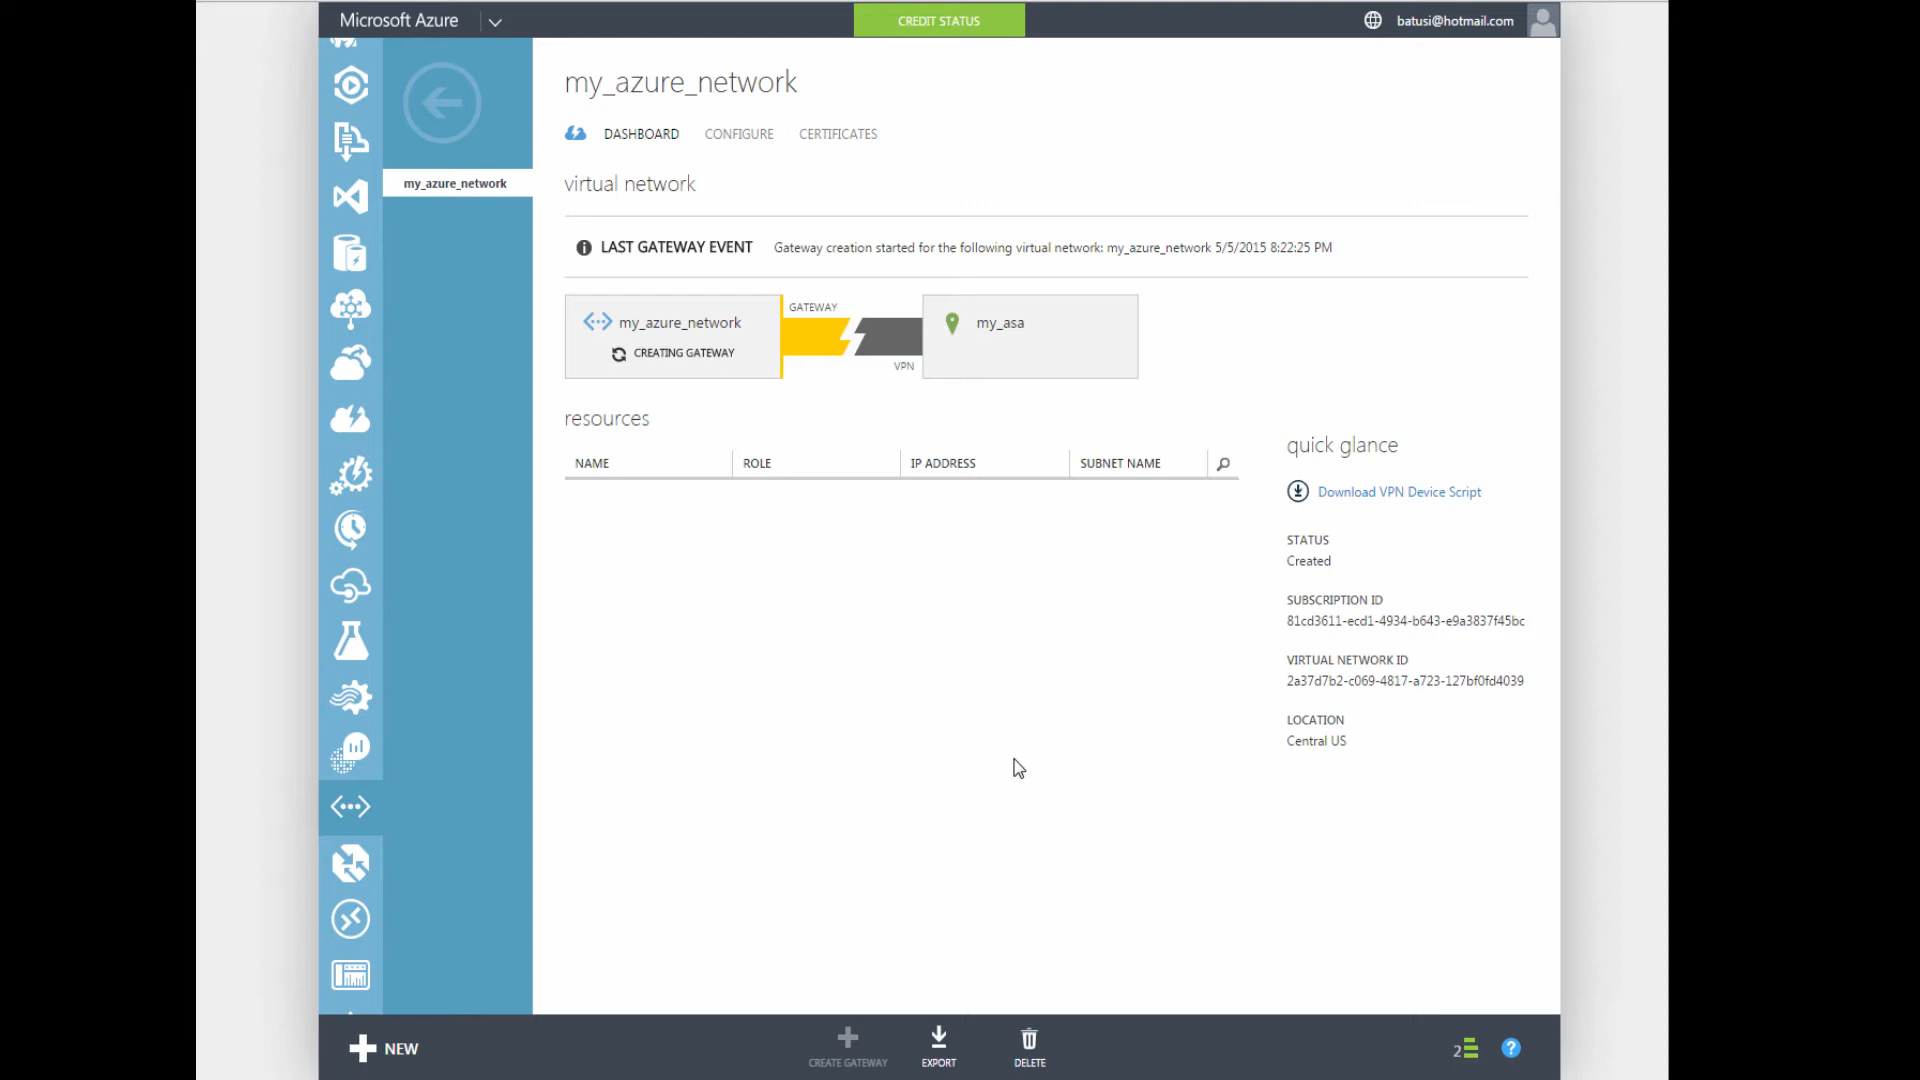 Microsoft Azure
CREDIT STATUS
batusi@hotmail.com
my_azure_network
my_azure_network
DASHBOARD
CONFIGURE
CERTIFICATES
virtual network
LAST GATEWAY EVENT
Gateway creation started for the following virtual network: my_azure_network 5/5/2015 8:22:25 PM
my_azure_network
CREATING GATEWAY
GATEWAY
VPN
my_asa
resources
NAME
ROLE
IP ADDRESS
SUBNET NAME
quick glance
Download VPN Device Script
STATUS
Created
SUBSCRIPTION ID
81cd3611-ecd1-4934-b643-e9a3837f45bc
VIRTUAL NETWORK ID
2a37d7b2-c069-4817-a723-127bf0fd4039
LOCATION
Central US
NEW
CREATE GATEWAY
EXPORT
DELETE
2
?